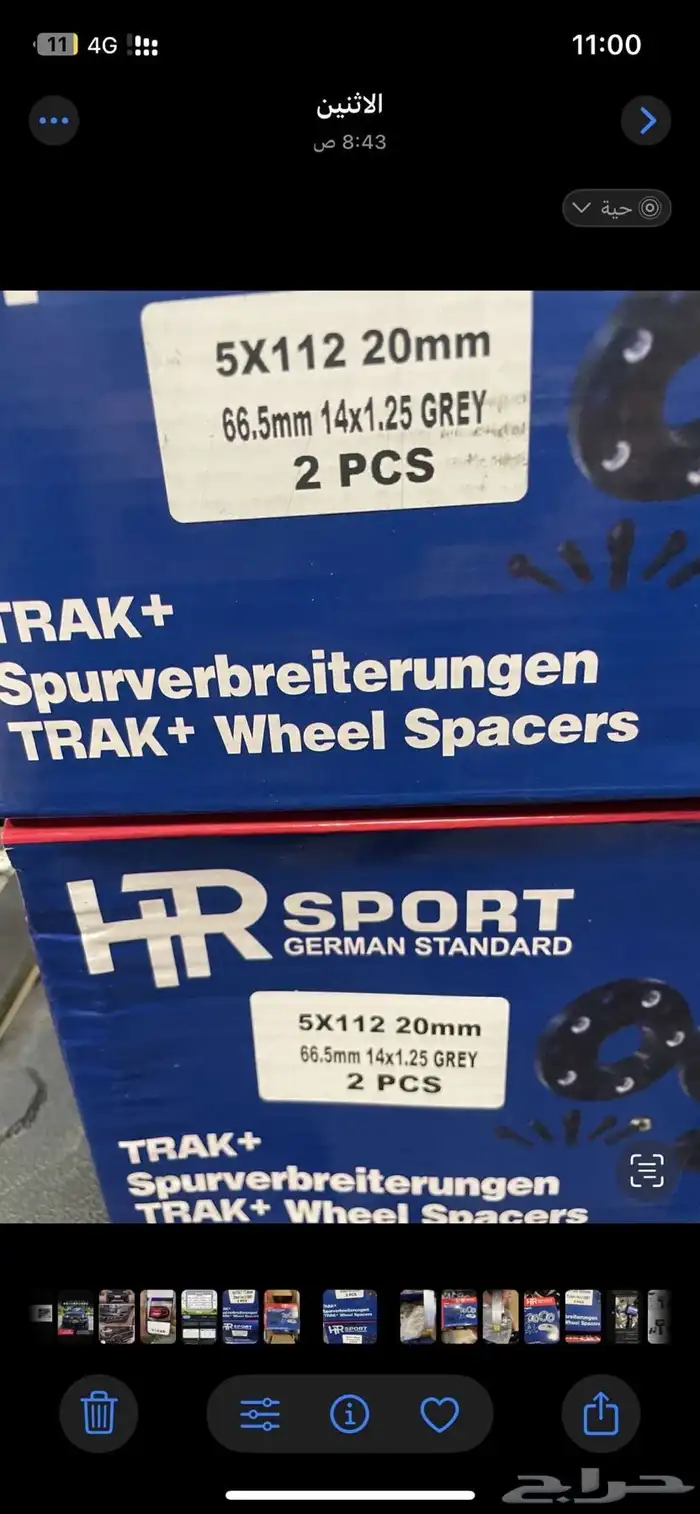 11 4G 11:00
الاثنين
8:43 ص
حية
5X112 20mm
66.5mm 14x1.25 GREY
2 PCS
TRAK+
Spurverbreiterungen
TRAK+ Wheel Spacers
HR SPORT
GERMAN STANDARD
5X112 20mm
66.5mm 14x1.25 GREY
2 PCS
TRAK+
Spurverbreiterungen
TRAK+ Wheel Spacers
حراج